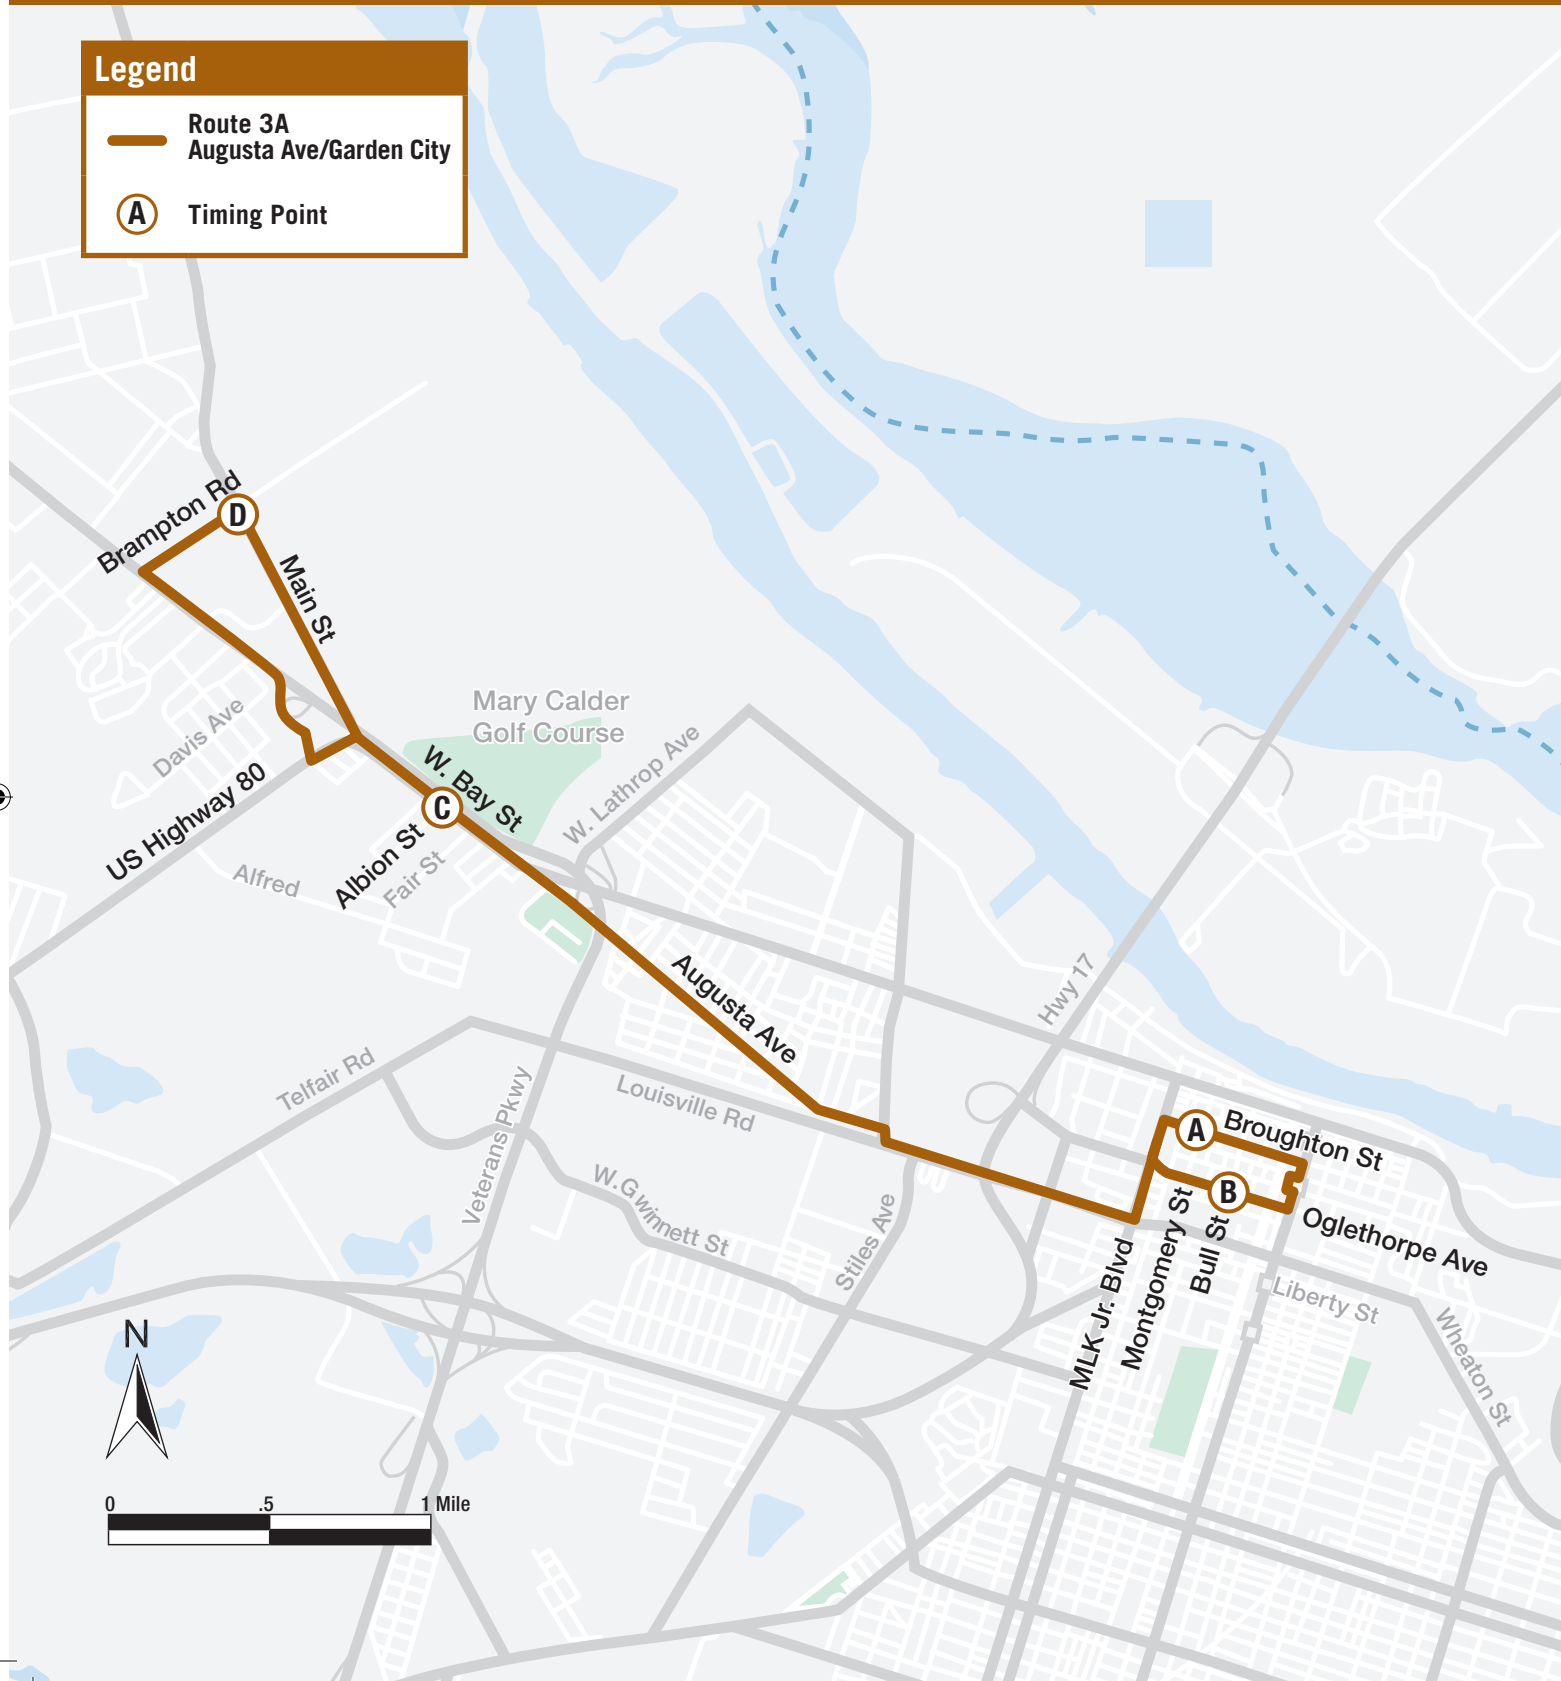 Legend
Route 3A
Augusta Ave/Garden City
A
Timing Point
Brampton Rd
D
Main St
Mary Calder
Golf Course
Davis Ave
W. Bay St
W. Lathrop Ave
US Highway 80
C
Albion St
Fair St
Alfred
Augusta Ave
Hwy 17
Telfair Rd
Veterans Pkwy
Louisville Rd
A
Broughton St
B
W. Gwinnett St
Stiles Ave
MLK Jr. Blvd
Montgomery St
Bull St
Oglethorpe Ave
Liberty St
Wheaton St
N
0 .5 1 Mile